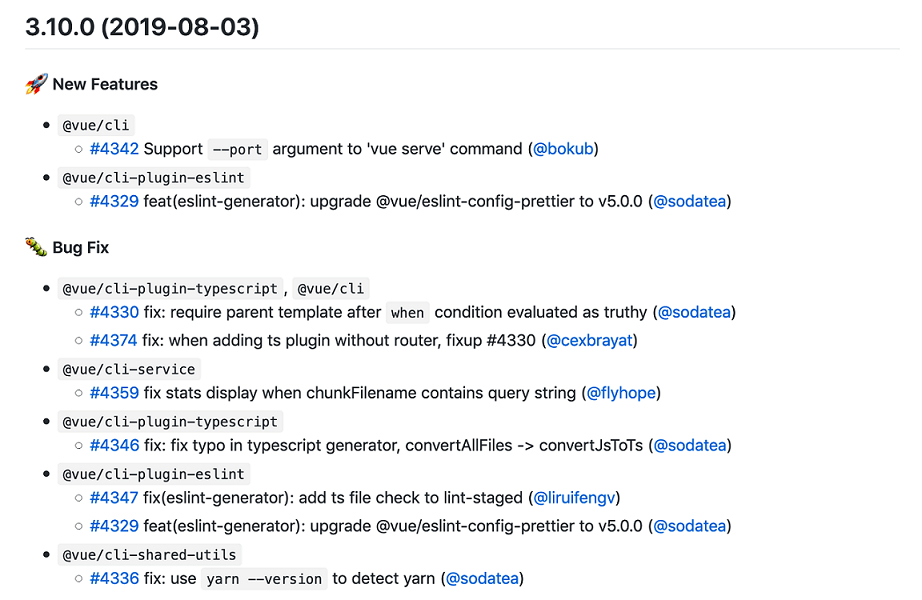 3.10.0 (2019-08-03)
🚀 New Features
@vue/cli
#4342 Support --port argument to 'vue serve' command (@bokub)
@vue/cli-plugin-eslint
#4329 feat(eslint-generator): upgrade @vue/eslint-config-prettier to v5.0.0 (@sodatea)
🐛 Bug Fix
@vue/cli-plugin-typescript, @vue/cli
#4330 fix: require parent template after when condition evaluated as truthy (@sodatea)
#4374 fix: when adding ts plugin without router, fixup #4330 (@cexbrayat)
@vue/cli-service
#4359 fix stats display when chunkFilename contains query string (@flyhope)
@vue/cli-plugin-typescript
#4346 fix: fix typo in typescript generator, convertAllFiles -> convertJsToTs (@sodatea)
@vue/cli-plugin-eslint
#4347 fix(eslint-generator): add ts file check to lint-staged (@liruifengv)
#4329 feat(eslint-generator): upgrade @vue/eslint-config-prettier to v5.0.0 (@sodatea)
@vue/cli-shared-utils
#4336 fix: use yarn --version to detect yarn (@sodatea)